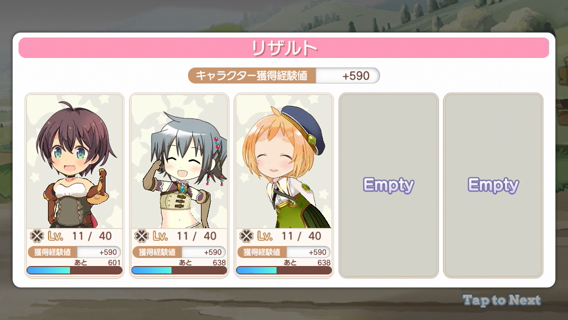 リザルト
キャラクター獲得経験値 +590
Lv. 11 / 40
獲得経験値 +590
あと 601
Lv. 11 / 40
獲得経験値 +590
あと 638
Lv. 11 / 40
獲得経験値 +590
あと 638
Empty
Empty
Tap to Next